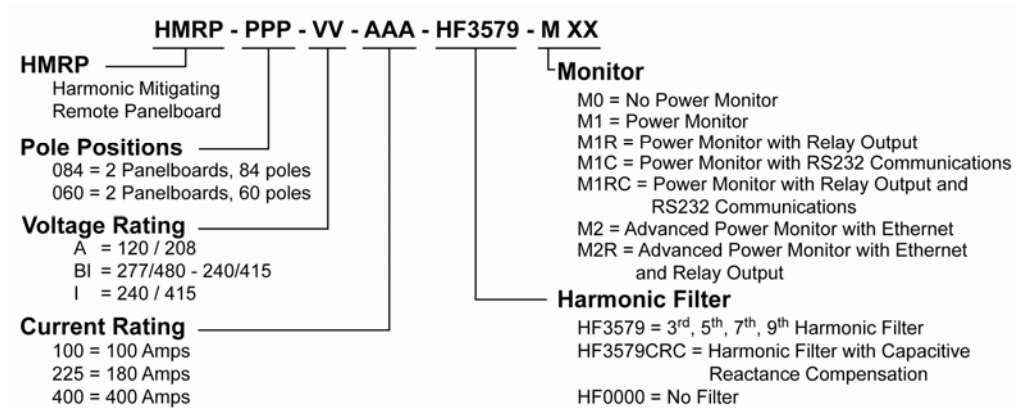 HMRP - PPP - VV - AAA - HF3579 - M XX
HMRP
Harmonic Mitigating
Remote Panelboard
Pole Positions
084 = 2 Panelboards, 84 poles
060 = 2 Panelboards, 60 poles
Voltage Rating
A = 120 / 208
BI = 277/480 - 240/415
I = 240 / 415
Current Rating
100 = 100 Amps
225 = 180 Amps
400 = 400 Amps
Monitor
M0 = No Power Monitor
M1 = Power Monitor
M1R = Power Monitor with Relay Output
M1C = Power Monitor with RS232 Communications
M1RC = Power Monitor with Relay Output and
RS232 Communications
M2 = Advanced Power Monitor with Ethernet
M2R = Advanced Power Monitor with Ethernet
and Relay Output
Harmonic Filter
HF3579 = 3rd, 5th, 7th, 9th Harmonic Filter
HF3579CRC = Harmonic Filter with Capacitive
Reactance Compensation
HF0000 = No Filter